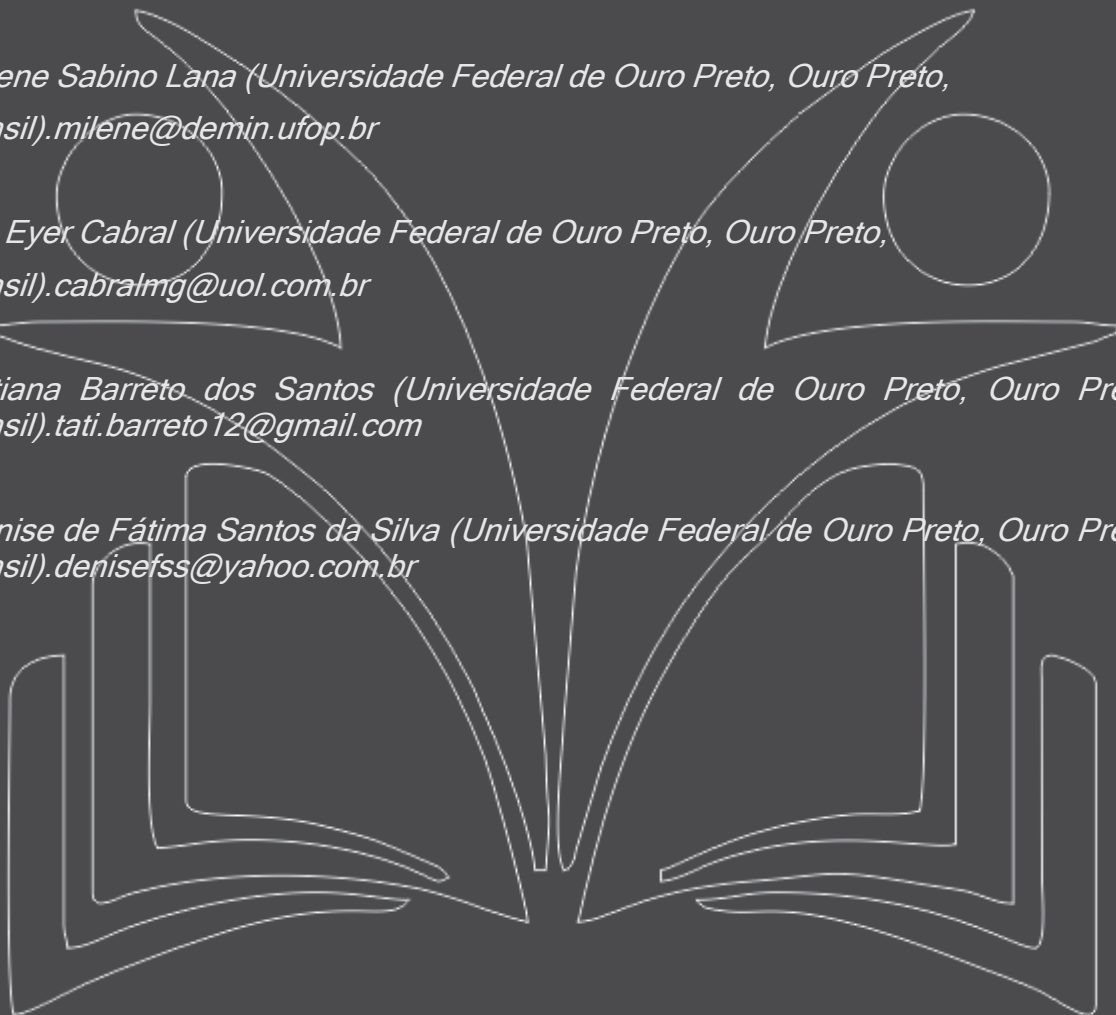 ene Sabino Lana (Universidade Federal de Ouro Preto, Ouro Preto,
sil).milene@demin.ufop.br
Eyer Cabral (Universidade Federal de Ouro Preto, Ouro Preto,
sil).cabralmg@uol.com.br
tiana Barreto dos Santos (Universidade Federal de Ouro Preto, Ouro Pre
sil).tati.barreto12@gmail.com
nise de Fátima Santos da Silva (Universidade Federal de Ouro Preto, Ouro Pre
sil).denisefss@yahoo.com.br